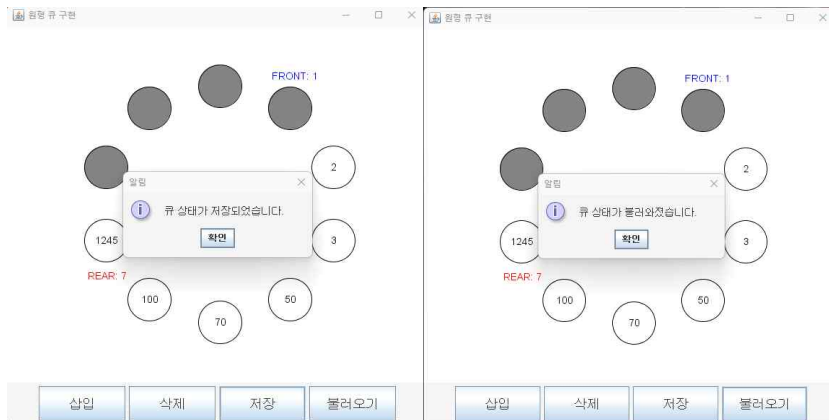 원형 큐 구현
FRONT: 1
2
알림
큐 상태가 저장되었습니다.
확인
1245
3
REAR: 7
100
50
70
삽입
삭제
저장
불러오기
원형 큐 구현
FRONT: 1
2
알림
큐 상태가 불러와졌습니다.
확인
1245
3
REAR: 7
100
50
70
삽입
삭제
저장
불러오기